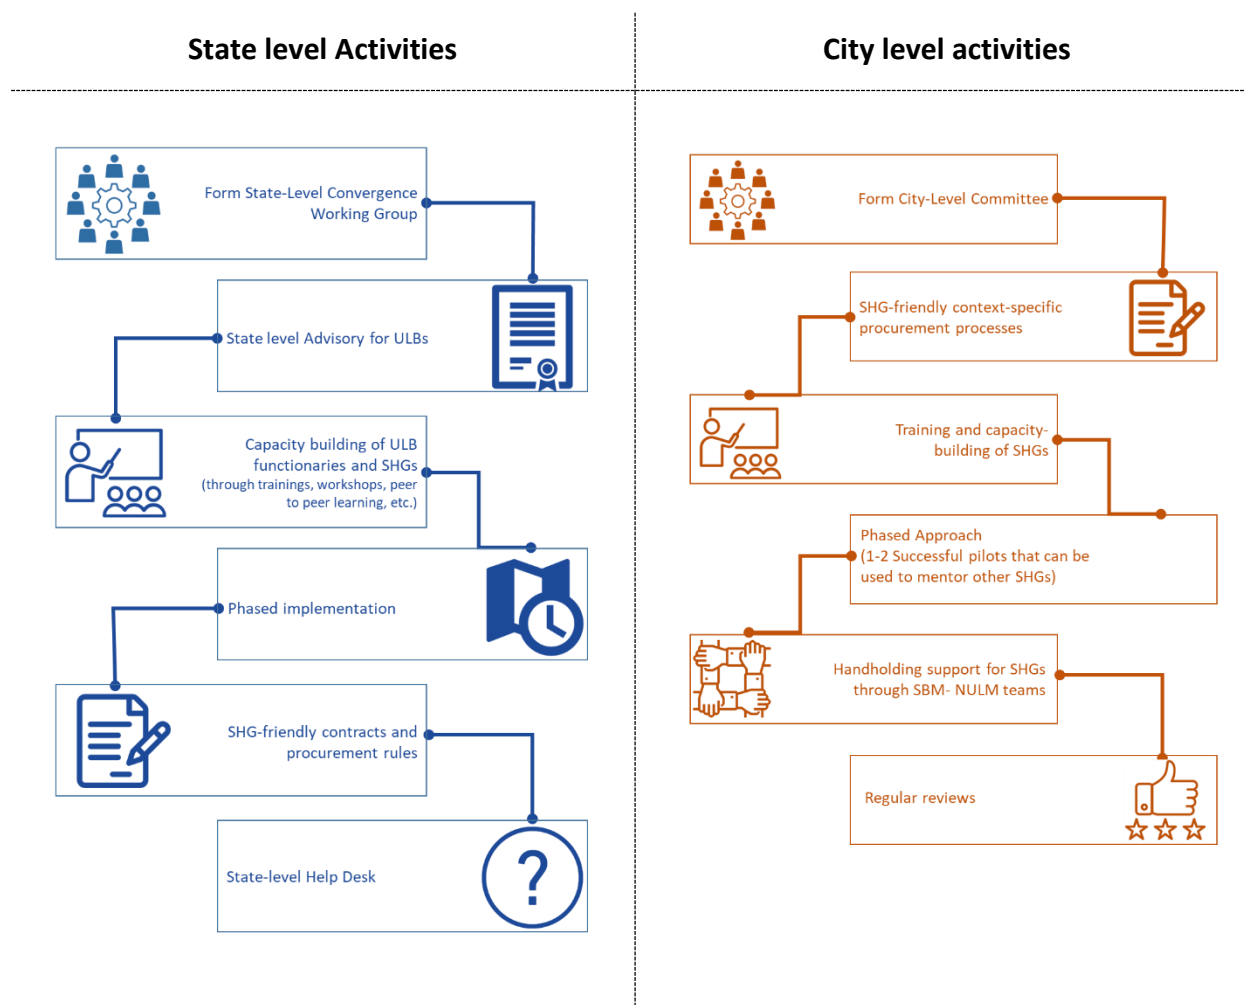 State level Activities
Form State-Level Convergence
Working Group
State level Advisory for ULBs
Capacity building of ULB
functionaries and SHGs
(through trainings, workshops, peer
to peer learning, etc.)
Phased implementation
SHG-friendly contracts and
procurement rules
State-level Help Desk
?
City level activities
Form City-Level Committee
SHG-friendly context-specific
procurement processes
Training and capacity-
building of SHGs
Phased Approach
(1-2 Successful pilots that can be
used to mentor other SHGs)
Handholding support for SHGs
through SBM- NULM teams
Regular reviews